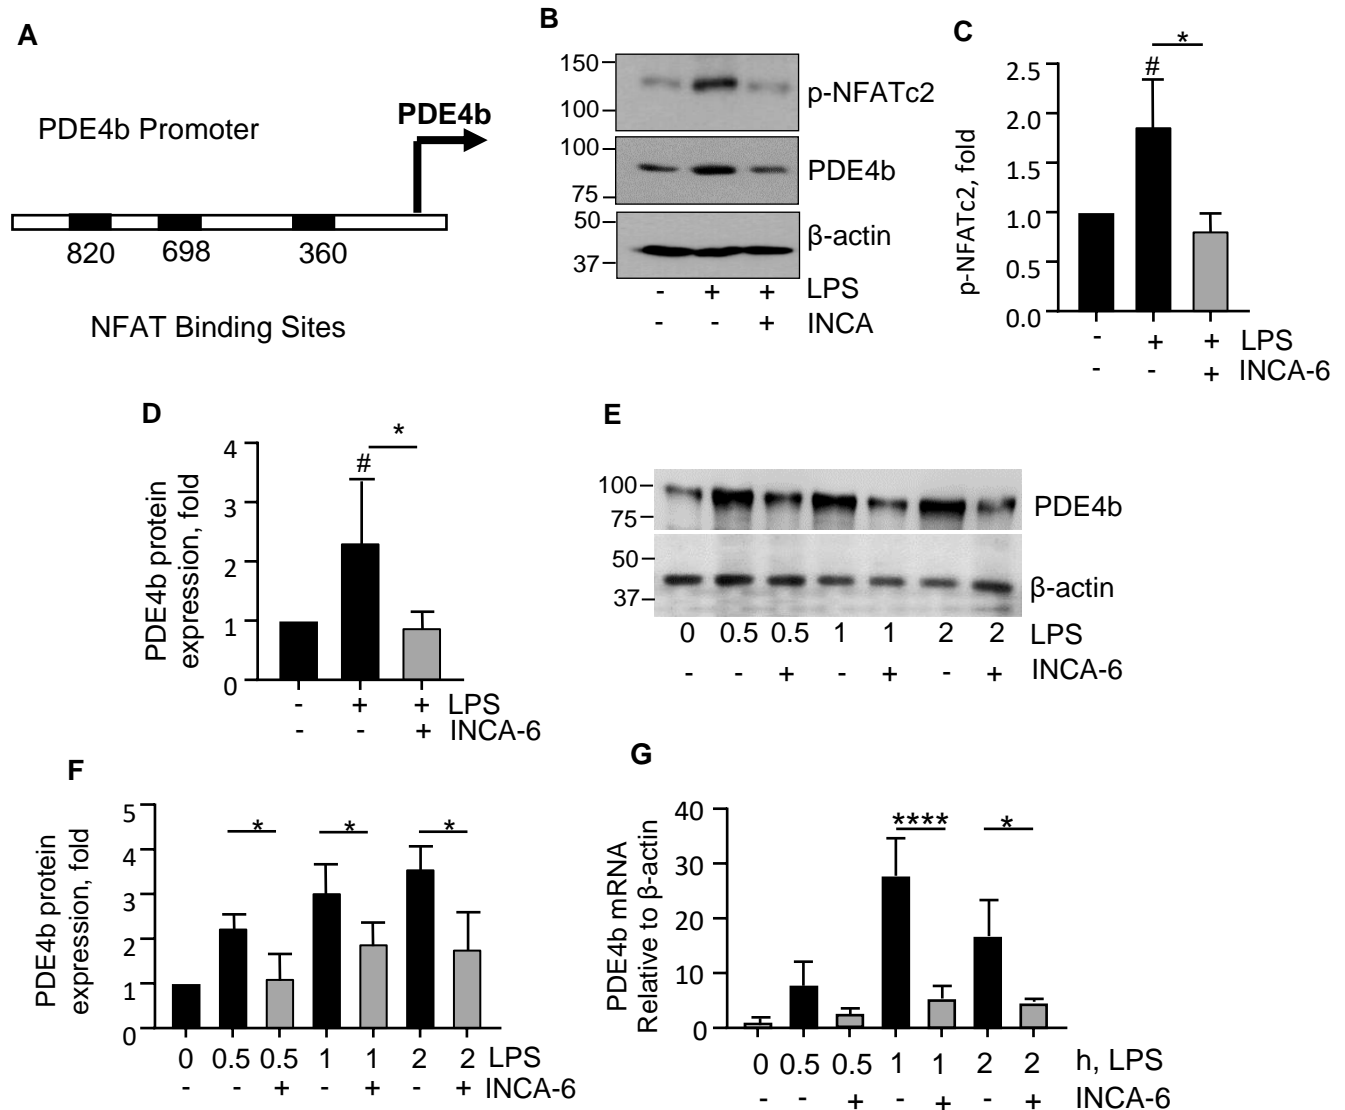 A
PDE4b Promoter
PDE4b
820 698 360
NFAT Binding Sites
B
150
100
p-NFATc2
100
75
PDE4b
50
37
β-actin
- + + LPS
- - + INCA
C
p-NFATc2, fold
2.5
2.0
1.5
1.0
0.5
0.0
#
*
- + + LPS
- - + INCA-6
D
PDE4b protein
expression, fold
4
3
2
1
0
#
*
- + + LPS
- - + INCA-6
E
100
75
PDE4b
50
37
β-actin
0 0.5 0.5 1 1 2 2 LPS
- - + - + - + INCA-6
F
PDE4b protein
expression, fold
5
4
3
2
1
0
* * *
0 0.5 0.5 1 1 2 2 LPS
- - + - + - + INCA-6
G
PDE4b mRNA
Relative to β-actin
40
30
20
10
0
**** *
0 0.5 0.5 1 1 2 2 h, LPS
- - + - + - + INCA-6